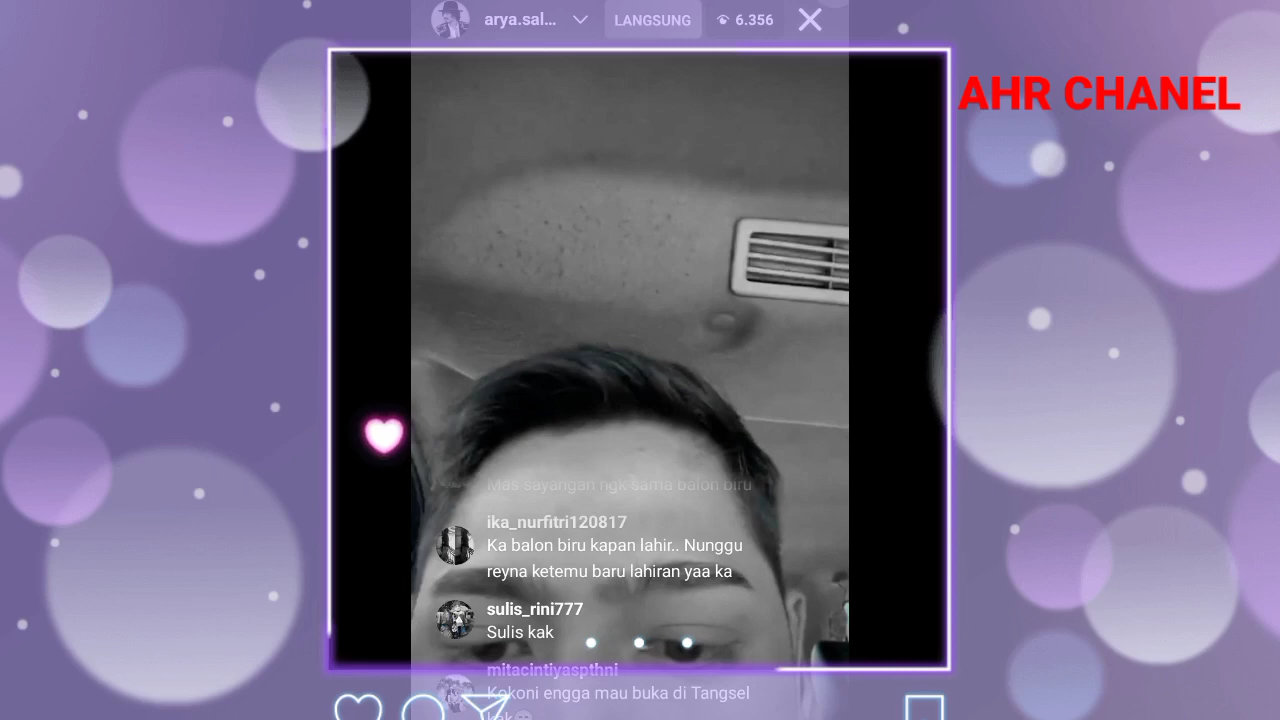 arya.sal...
LANGSUNG
6.356
AHR CHANEL
Mas sayangan ngk sama balon biru
ika_nurfitri120817
Ka balon biru kapan lahir.. Nunggu
reyna ketemu baru lahiran yaa ka
sulis_rini777
Sulis kak
mitacintiyaspthni
Kokoni engga mau buka di Tangsel
kak